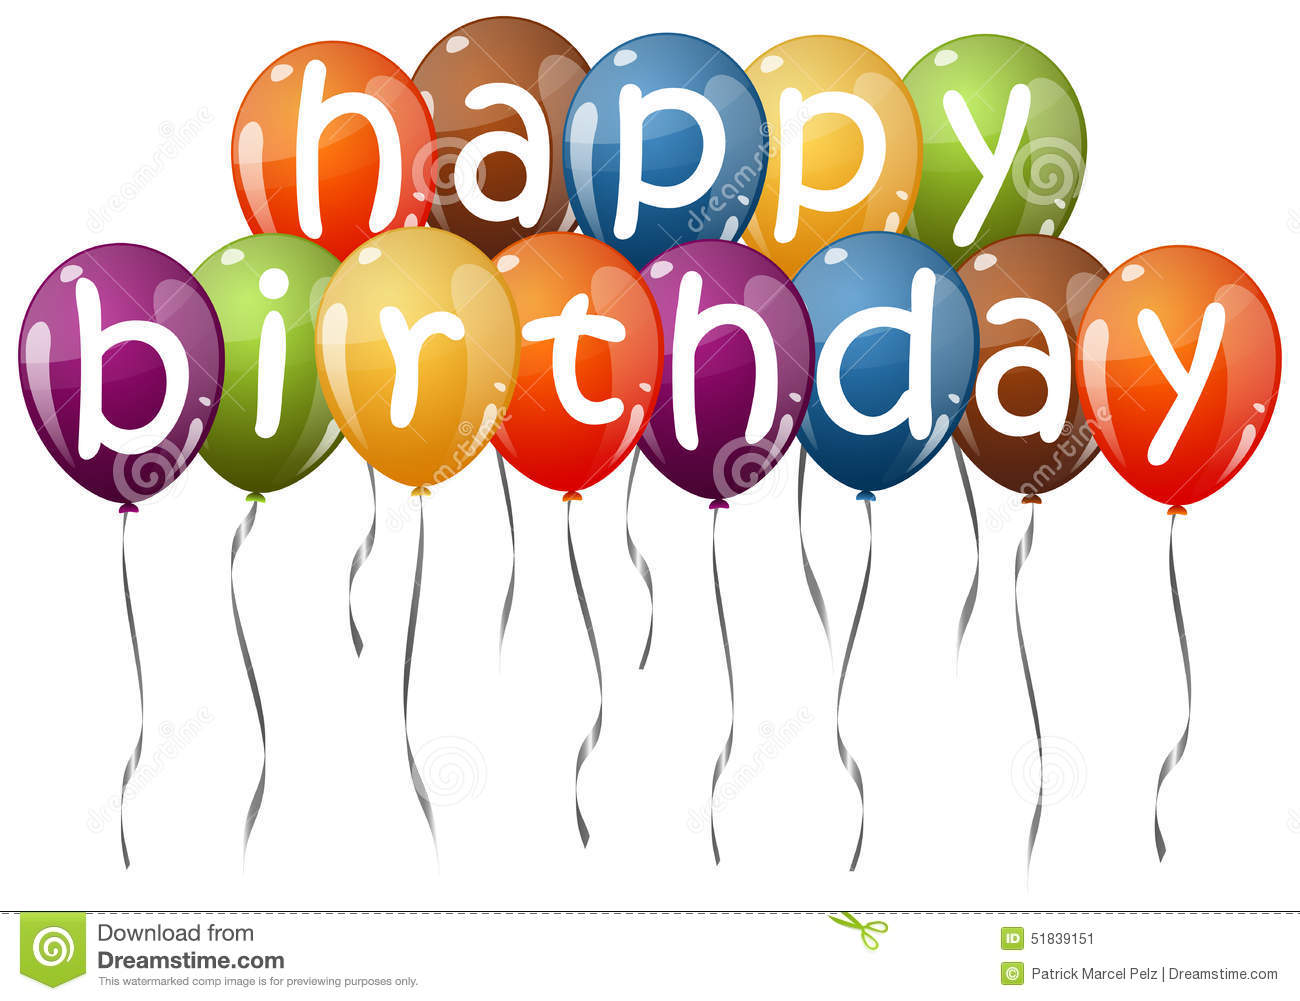 happy
birthday
dreamstime
Download from
Dreamstime.com
This watermarked comp image is for previewing purposes only.
ID 51839151
© Patrick Marcel Pelz | Dreamstime.com